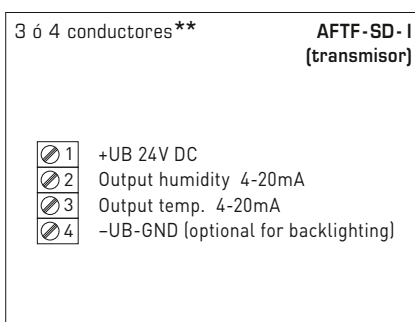 3 ó 4 conductores** AFTF-SD-I
(transmisor)
1 +UB 24V DC
2 Output humidity 4-20mA
3 Output temp. 4-20mA
4 –UB-GND (optional for backlighting)